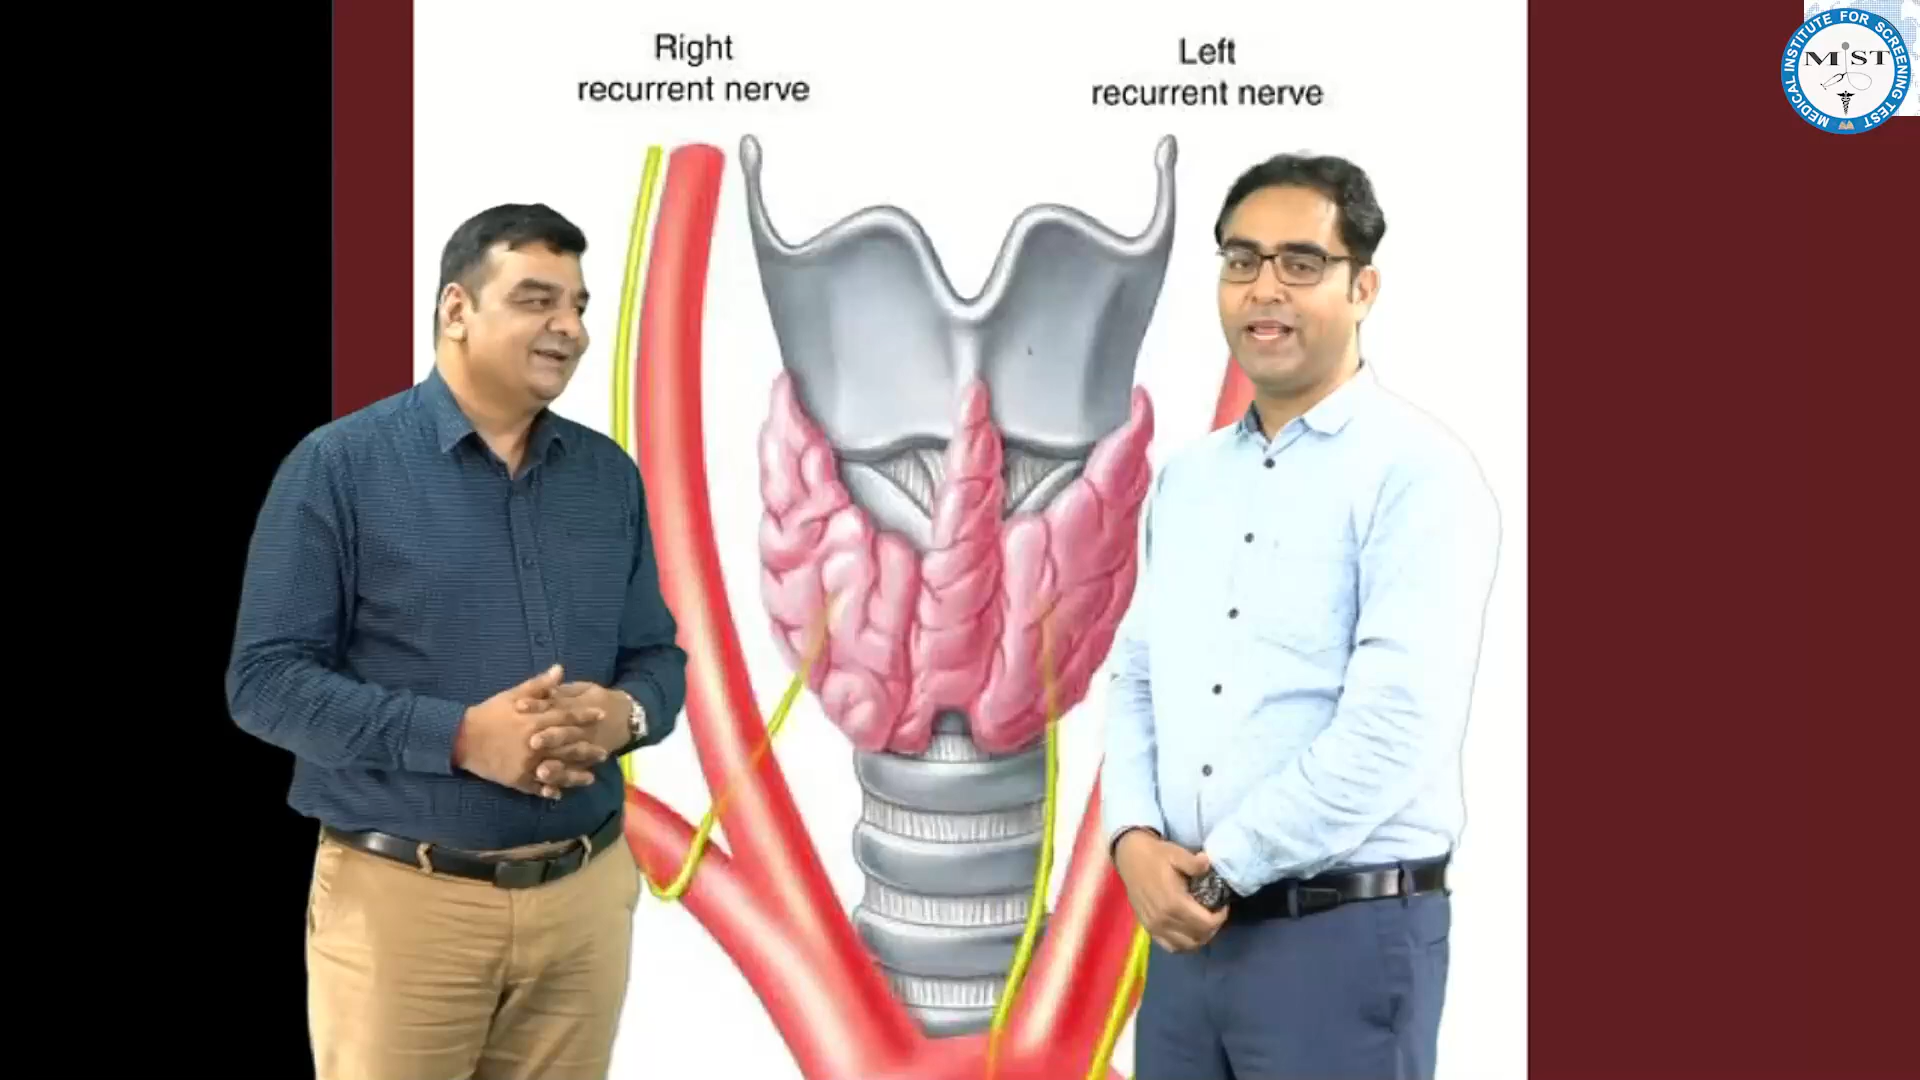 Right
recurrent nerve
Left
recurrent nerve
MEDICAL INSTITUTE FOR SCREENING TEST
MIST